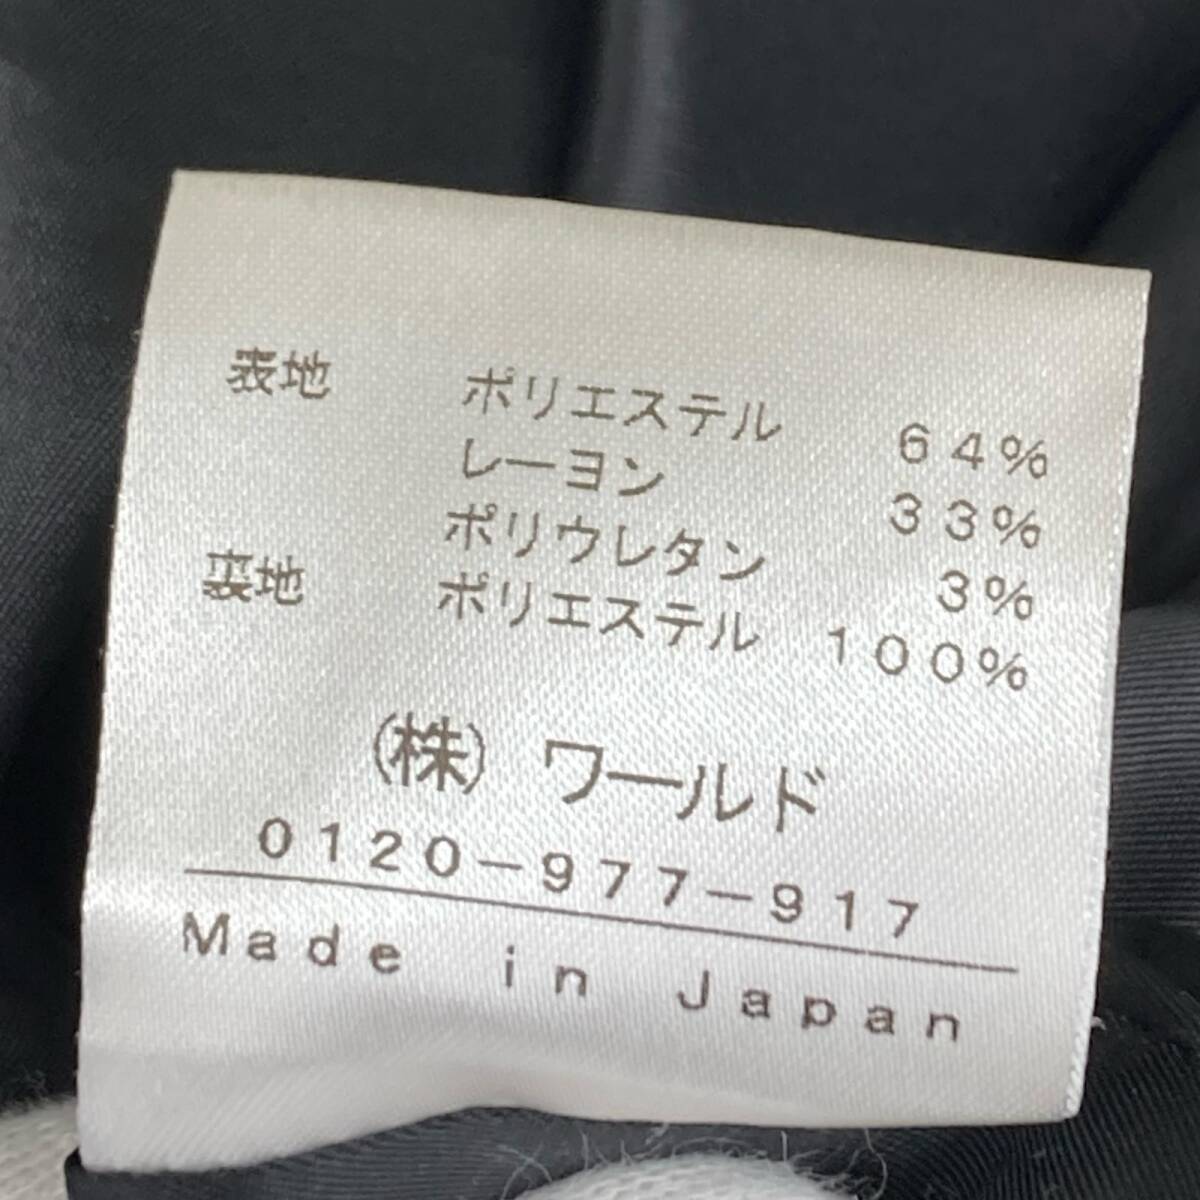 表地 ポリエステル 64%
レーヨン 33%
ポリウレタン 3%
裏地 ポリエステル 100%
(株) ワールド
0120-977-917
Made in Japan